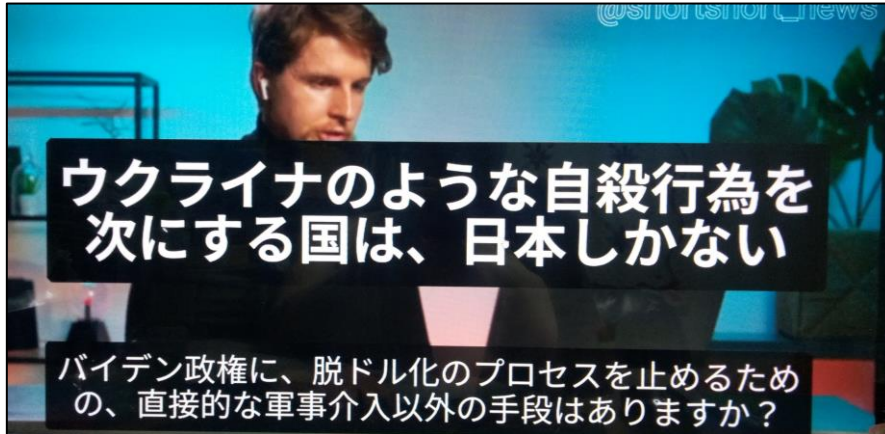 @shortshort_news
ウクライナのような自殺行為を
次にする国は、日本しかない
バイデン政権に、脱ドル化のプロセスを止めるため
の、直接的な軍事介入以外の手段はありますか？